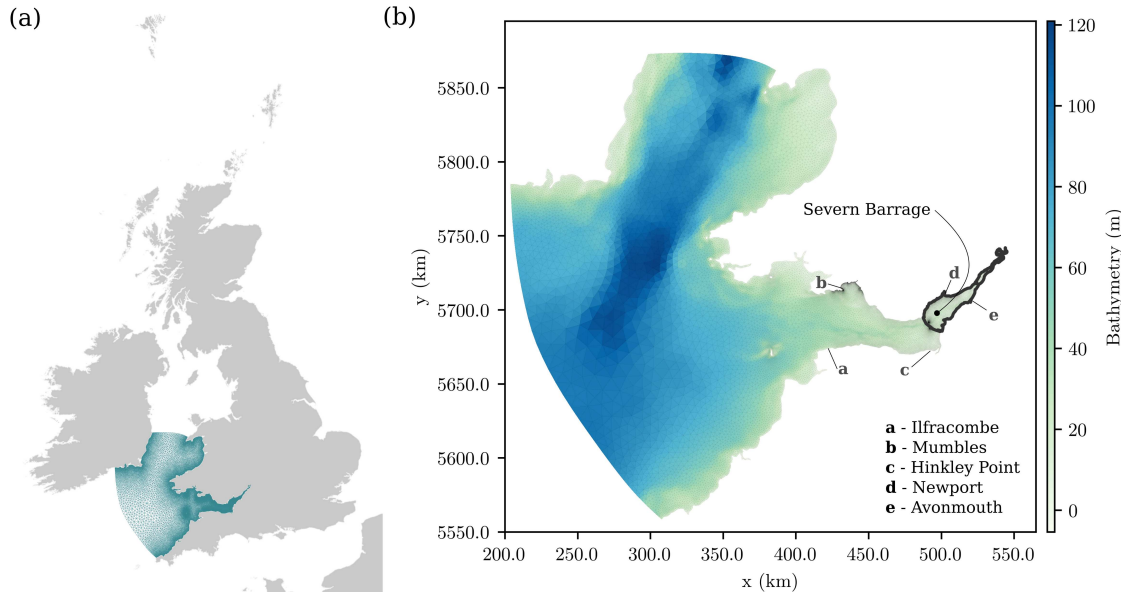 (a)
(b)
5850.0
5800.0
5750.0
5700.0
5650.0
5600.0
5550.0
y (km)
200.0 250.0 300.0 350.0 400.0 450.0 500.0 550.0
x (km)
Severn Barrage
b
d
e
a
c
a - Ilfracombe
b - Mumbles
c - Hinkley Point
d - Newport
e - Avonmouth
120
100
80
60
40
20
0
Bathymetry (m)